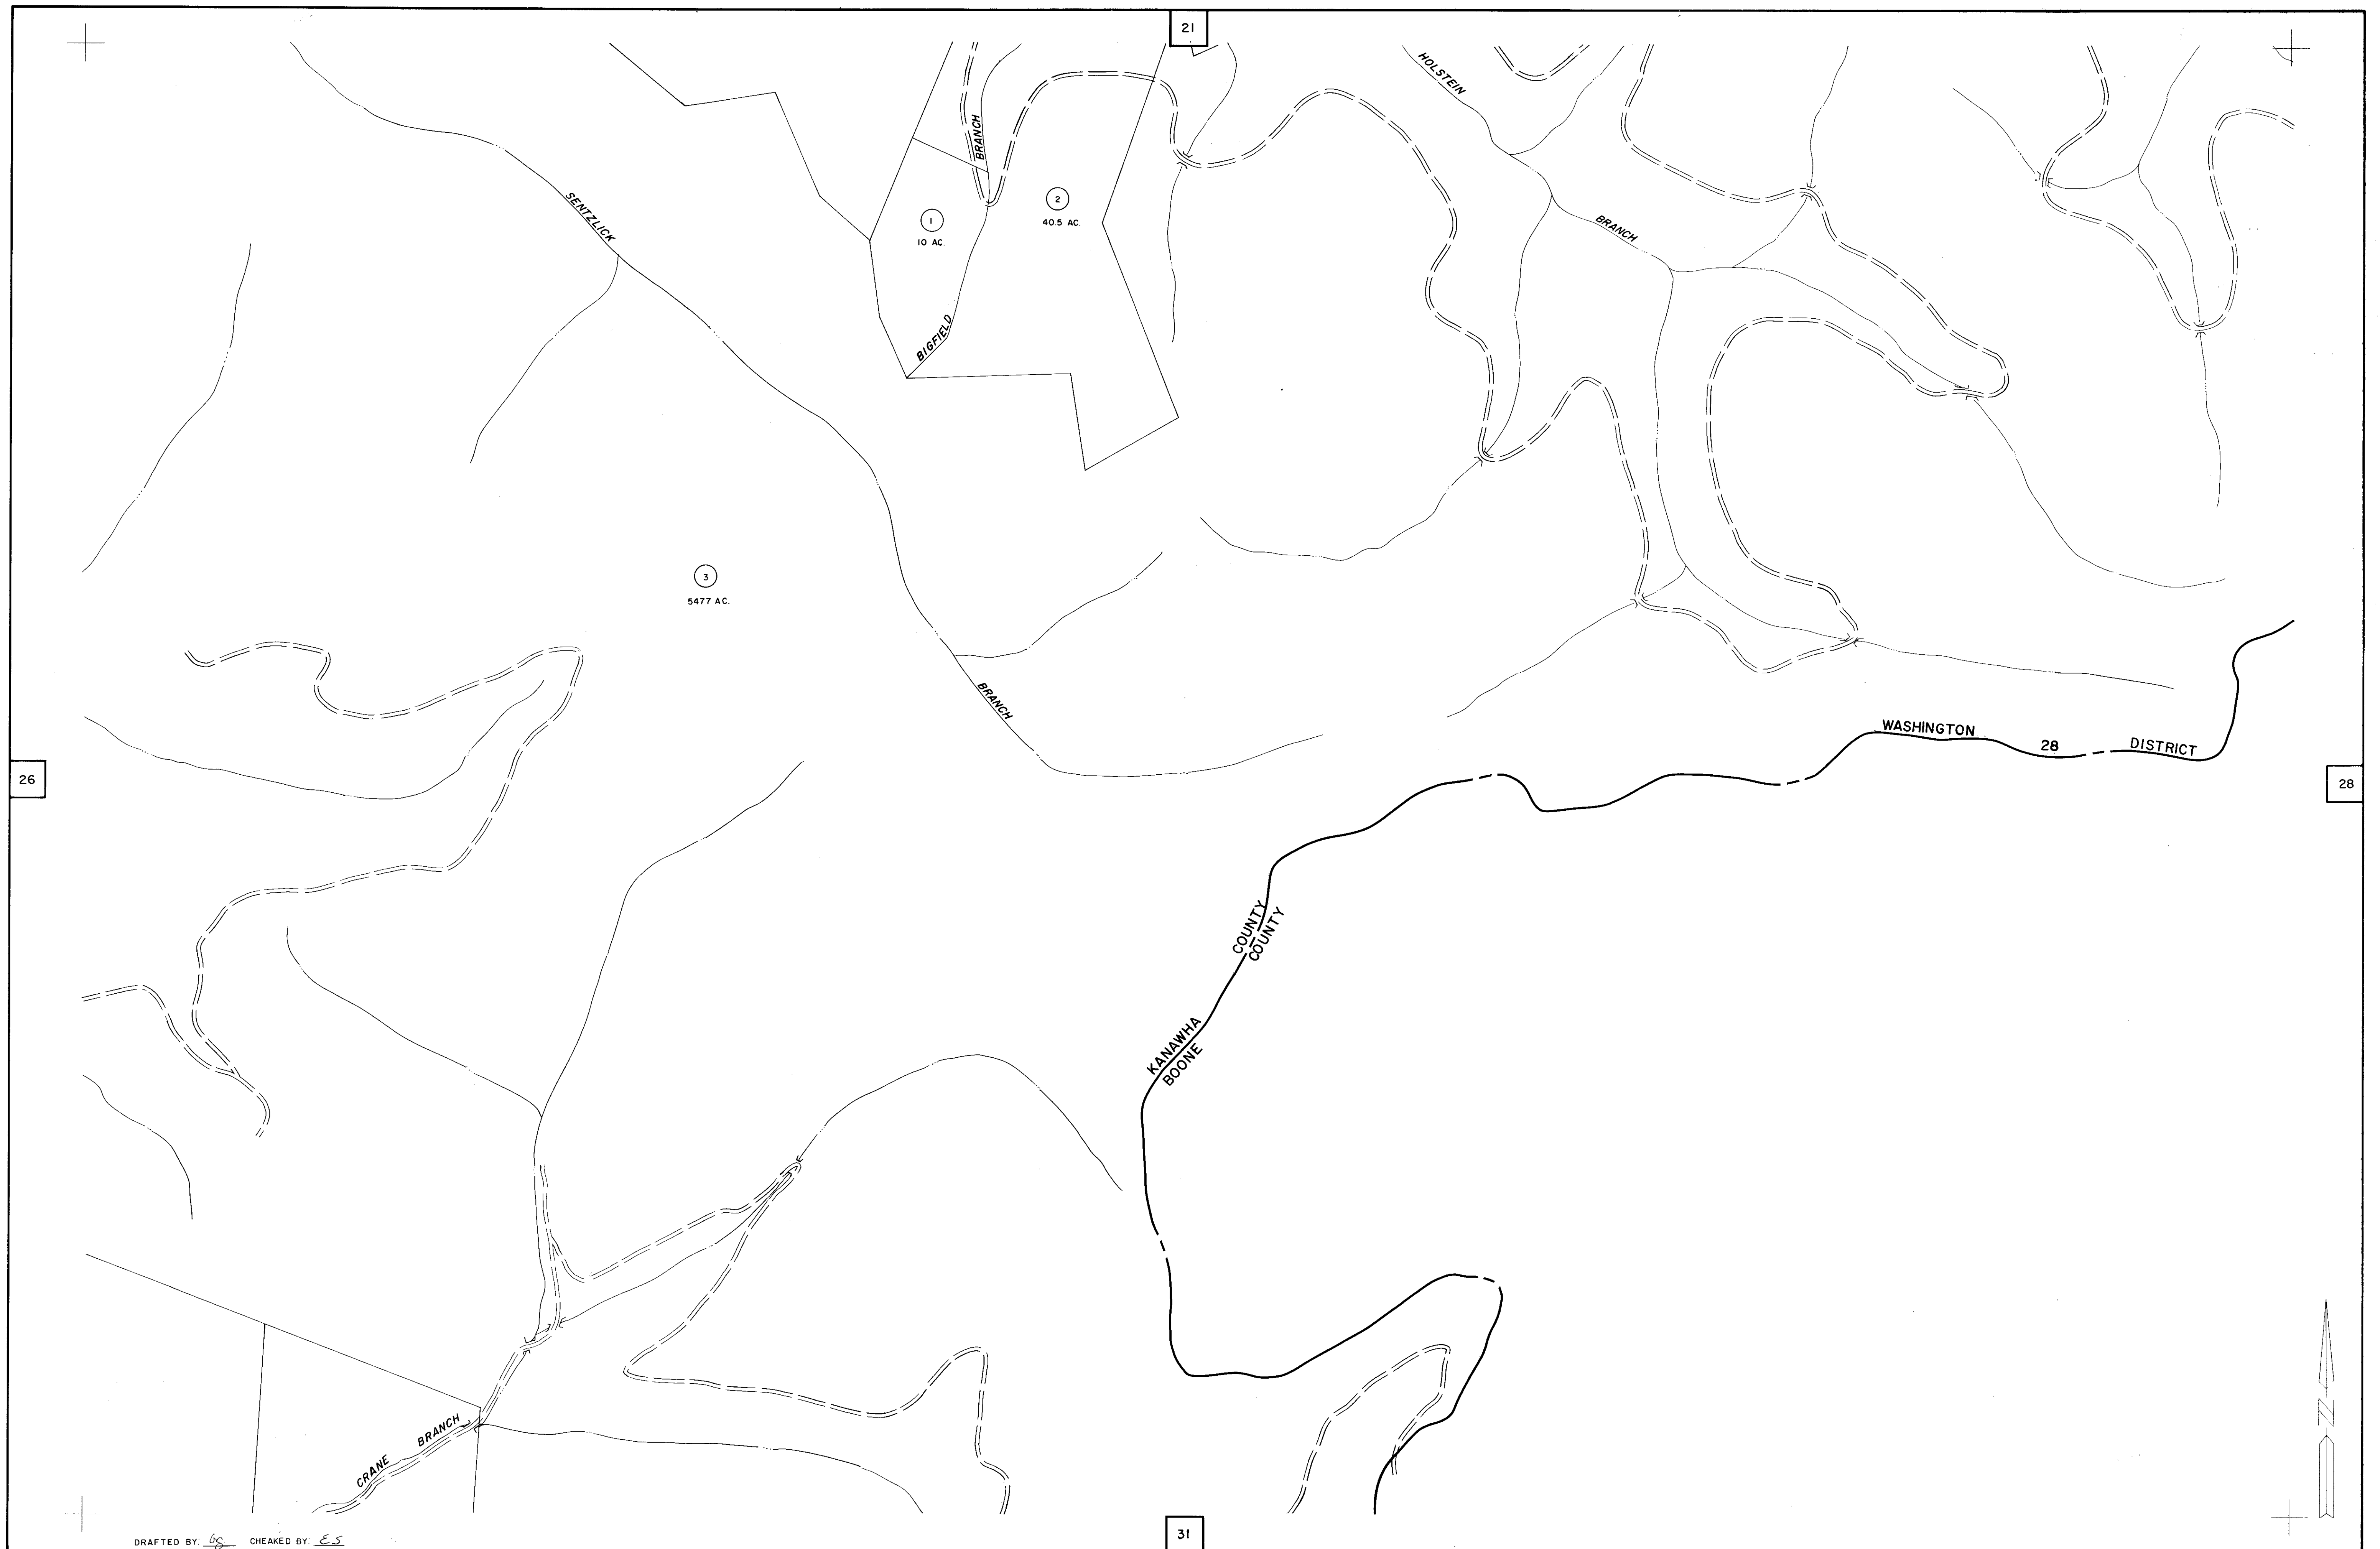 21
HOLSTEIN
BRANCH
SENTZLICK
1
10 AC.
2
40.5 AC.
BRANCH
BIGFIELD
3
5477 AC.
BRANCH
WASHINGTON 28 DISTRICT
26
28
COUNTY
COUNTY
KANAWHA
BOONE
CRANE BRANCH
N
31
DRAFTED BY: CHEAKED BY: ES